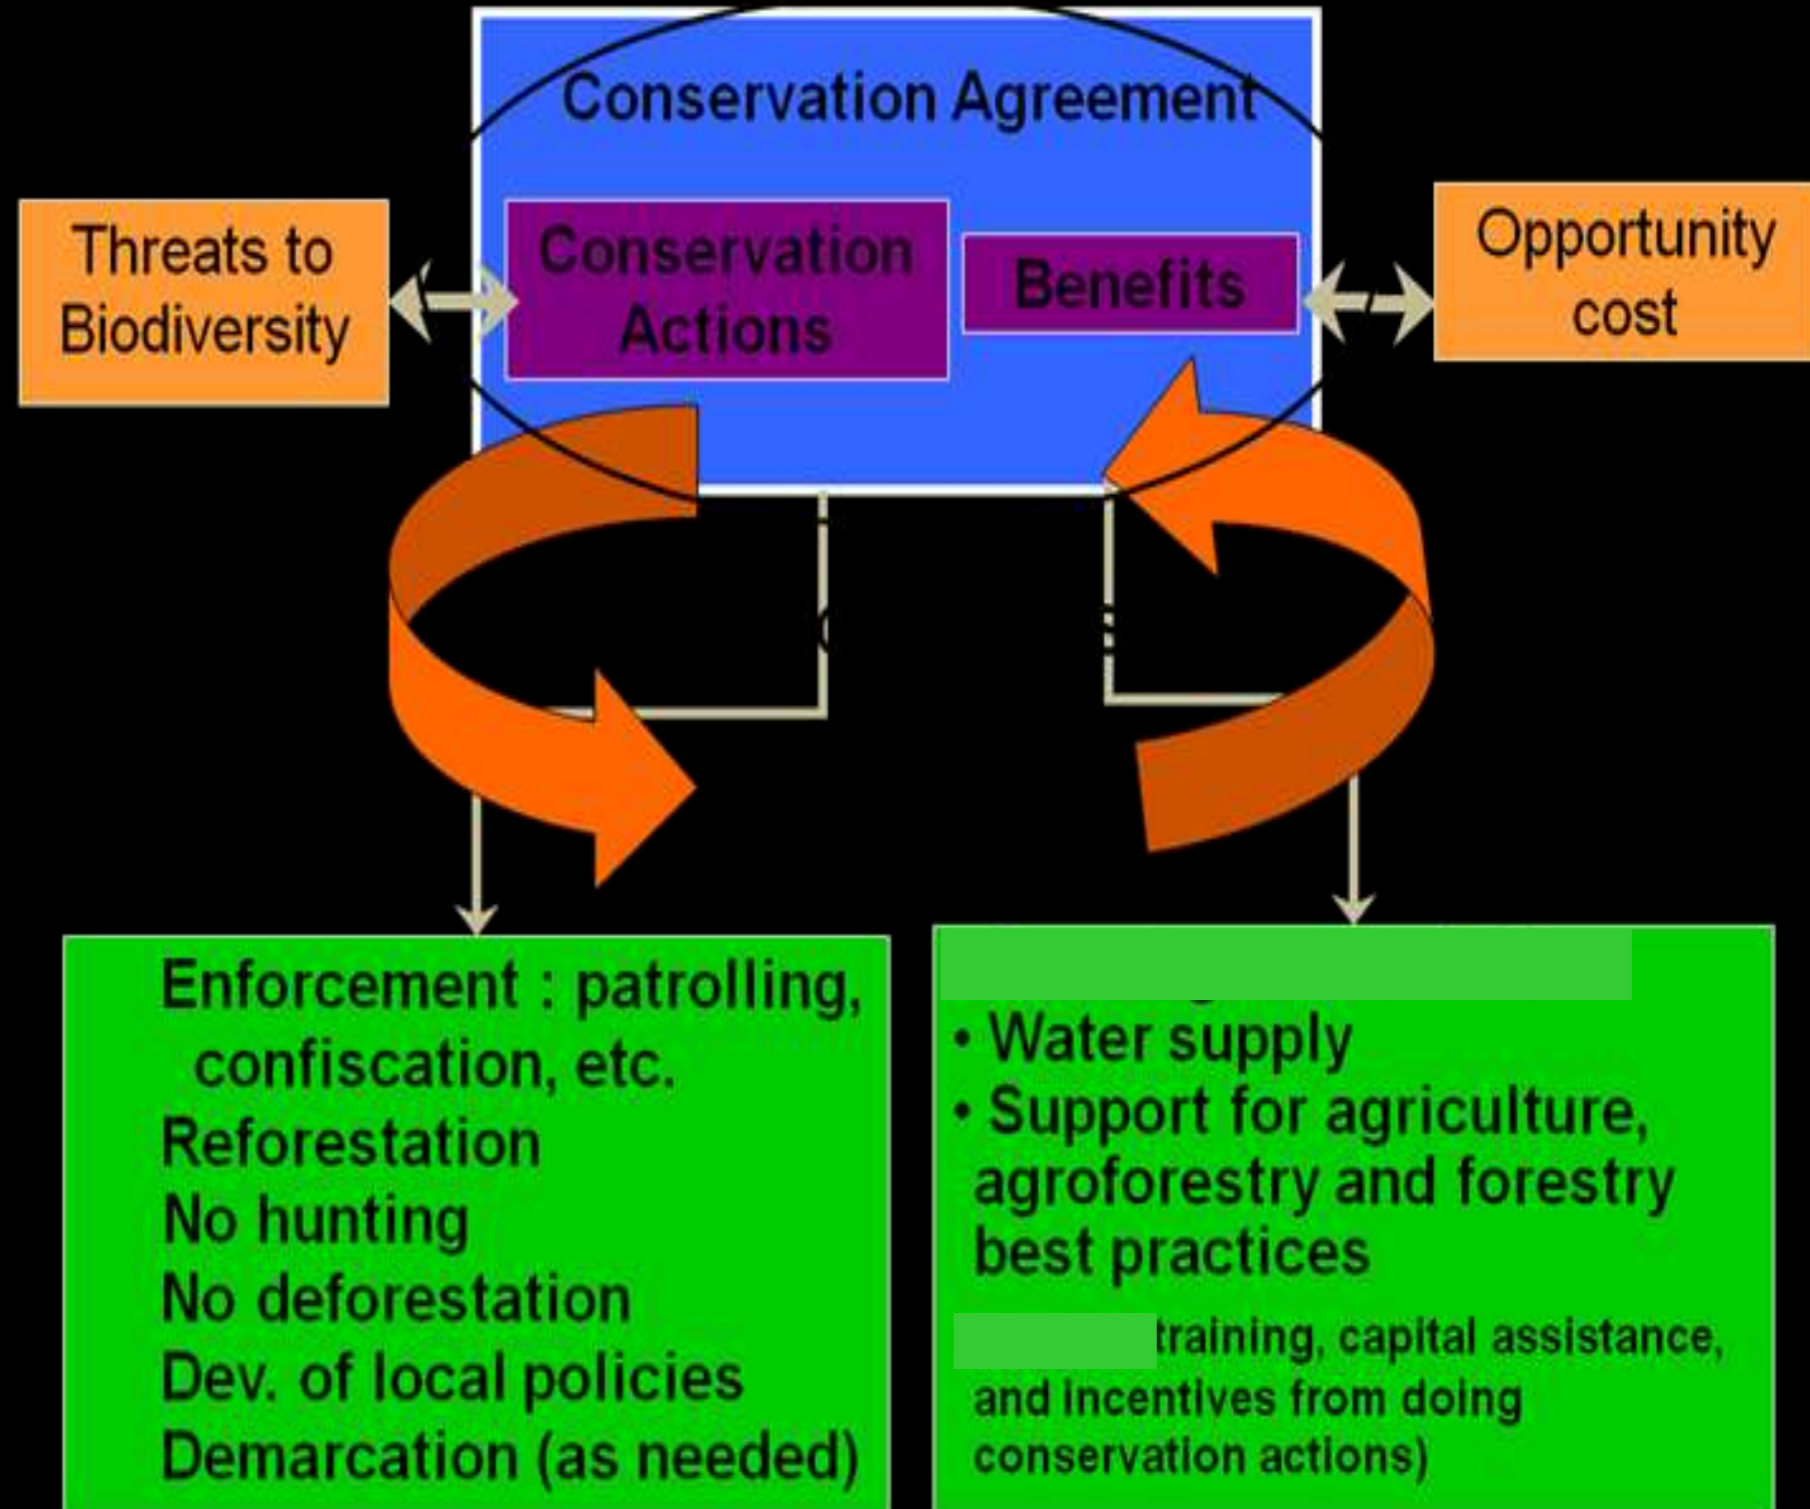 Conservation Agreement
Threats to
Biodiversity
Conservation
Actions
Benefits
Opportunity
cost
Enforcement : patrolling,
confiscation, etc.
Reforestation
No hunting
No deforestation
Dev. of local policies
Demarcation (as needed)
• Water supply
• Support for agriculture,
agroforestry and forestry
best practices
training, capital assistance,
and incentives from doing
conservation actions)